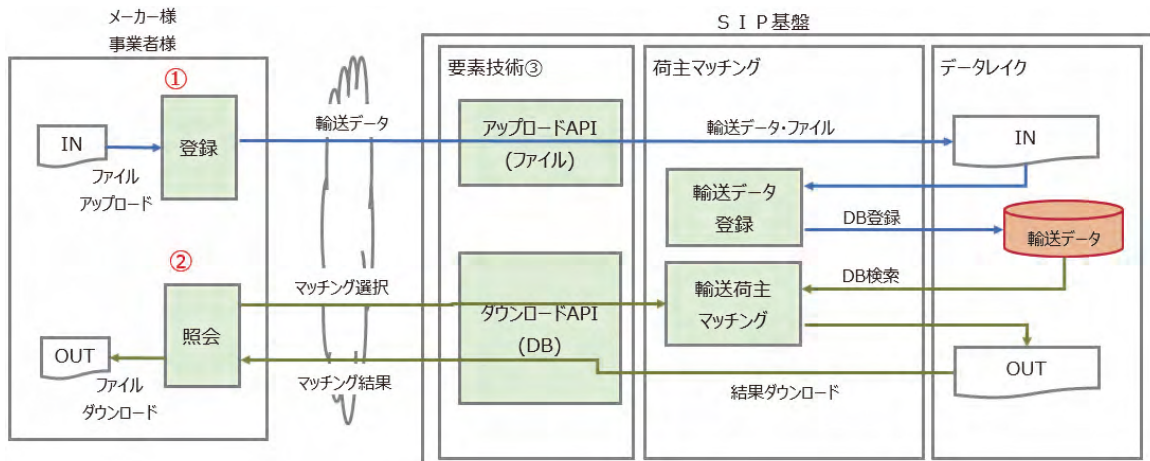 メーカー様
事業者様
ＳＩＰ基盤
①
IN
登録
ファイル
アップロード
輸送データ
要素技術③
アップロードAPI
(ファイル)
荷主マッチング
輸送データ・ファイル
データレイク
IN
輸送データ
登録
DB登録
輸送データ
②
照会
OUT
ファイル
ダウンロード
マッチング選択
マッチング結果
ダウンロードAPI
(DB)
輸送荷主
マッチング
DB検索
結果ダウンロード
OUT